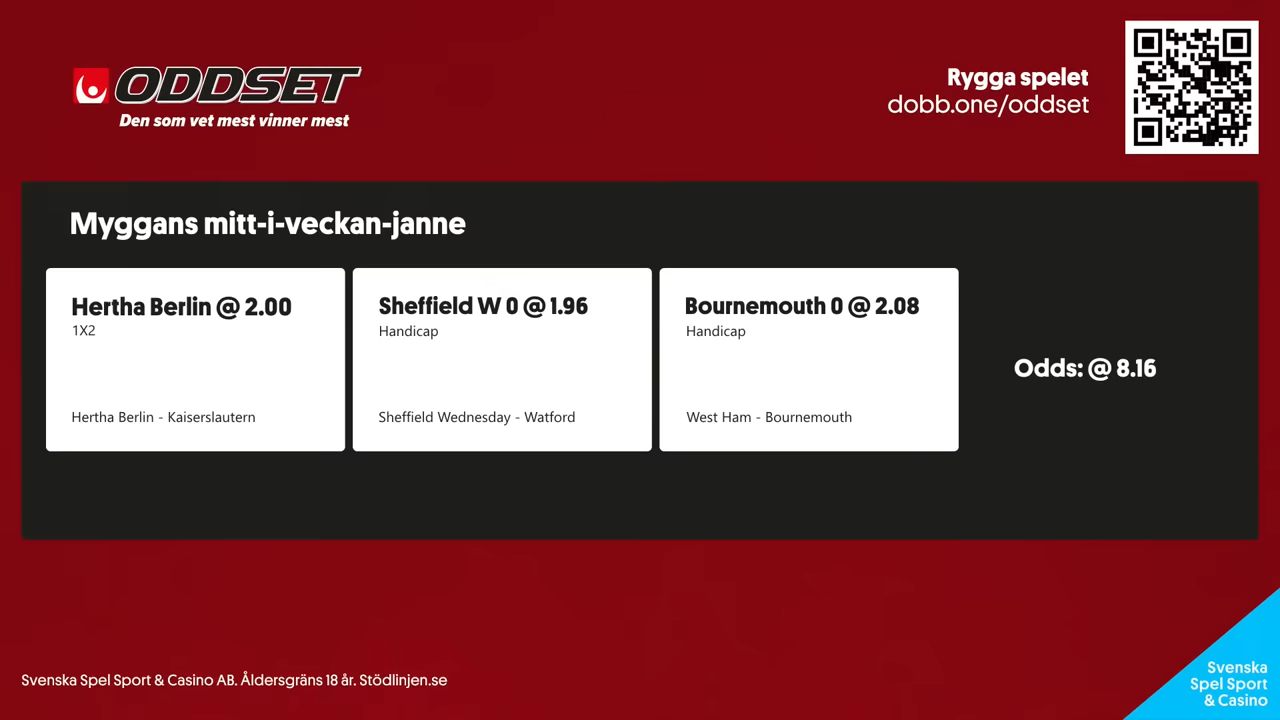 ODDSET
Den som vet mest vinner mest
Rygga spelet
dobb.one/oddset
Myggans mitt-i-veckan-janne
Hertha Berlin @ 2.00
1X2
Hertha Berlin - Kaiserslautern
Sheffield W 0 @ 1.96
Handicap
Sheffield Wednesday - Watford
Bournemouth 0 @ 2.08
Handicap
West Ham - Bournemouth
Odds: @ 8.16
Svenska Spel Sport & Casino AB. Åldersgräns 18 år. Stödlinjen.se
Svenska
Spel Sport
& Casino